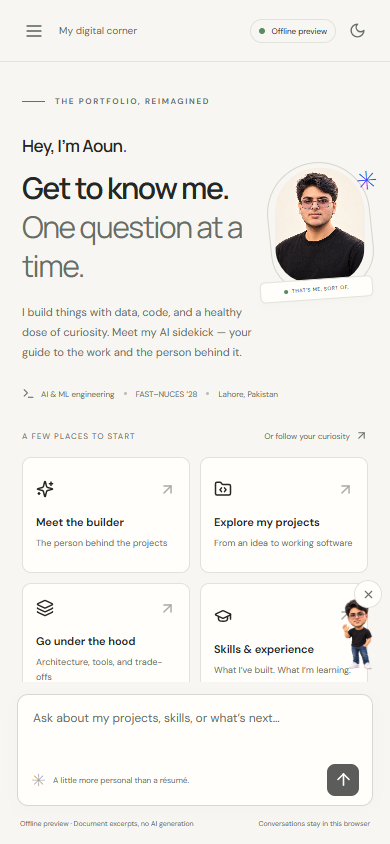 My digital corner
Offline preview
THE PORTFOLIO, REIMAGINED
Hey, I'm Aoun.
Get to know me.
One question at a
time.
THAT'S ME, SORT OF.
I build things with data, code, and a healthy
dose of curiosity. Meet my AI sidekick — your
guide to the work and the person behind it.
AI & ML engineering • FAST–NUCES '28 • Lahore, Pakistan
A FEW PLACES TO START
Or follow your curiosity
Meet the builder
The person behind the projects
Explore my projects
From an idea to working software
Go under the hood
Architecture, tools, and trade-
offs
Skills & experience
What I've built. What I'm learning.
Ask about my projects, skills, or what's next...
A little more personal than a résumé.
Offline preview · Document excerpts, no AI generation
Conversations stay in this browser